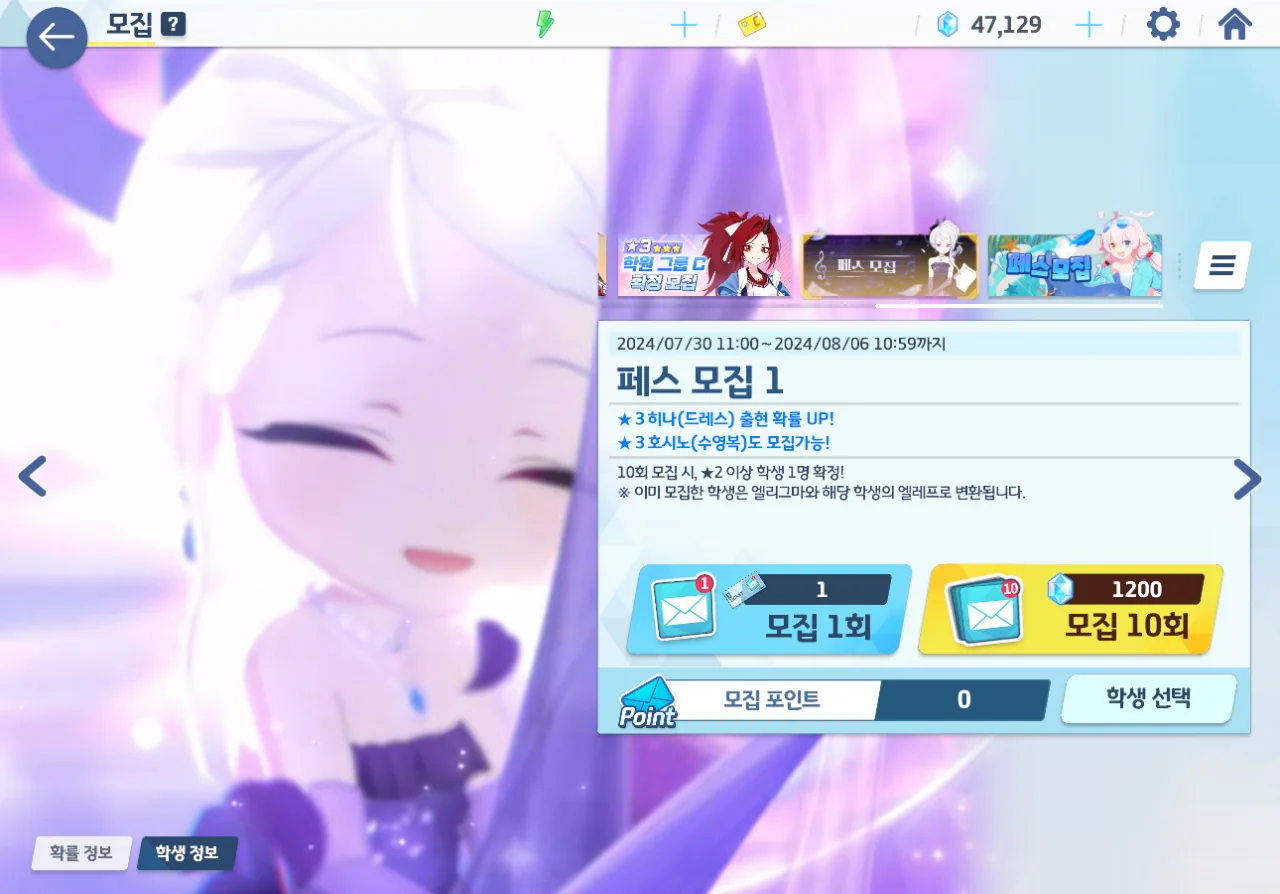 모집 ?
47,129
★3★★★
학원 그룹 C
확정 모집
페스 모집
페스모집
2024/07/30 11:00~2024/08/06 10:59까지
페스 모집 1
★3 히나(드레스) 출현 확률 UP!
★3 호시노(수영복)도 모집가능!
10회 모집 시, ★2 이상 학생 1명 확정!
※ 이미 모집한 학생은 엘리그마와 해당 학생의 엘레프로 변환됩니다.
1 1
모집 1회
10 1200
모집 10회
Point 모집 포인트 0 학생 선택
확률 정보 학생 정보